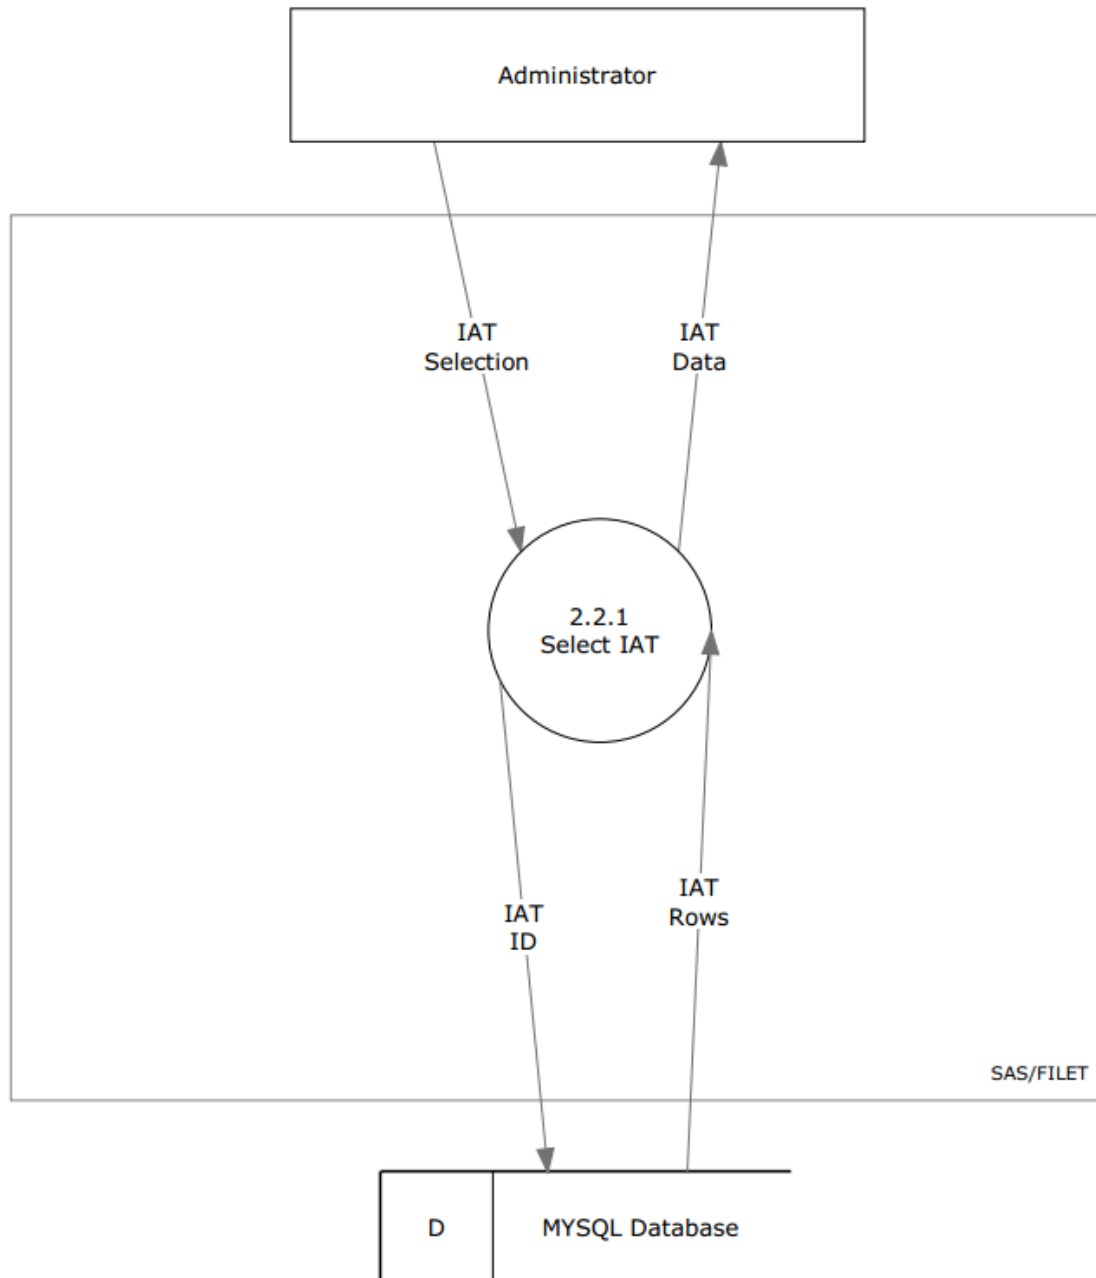 Administrator
IAT
Selection
IAT
Data
2.2.1
Select IAT
IAT
ID
IAT
Rows
SAS/FILET
D
MYSQL Database